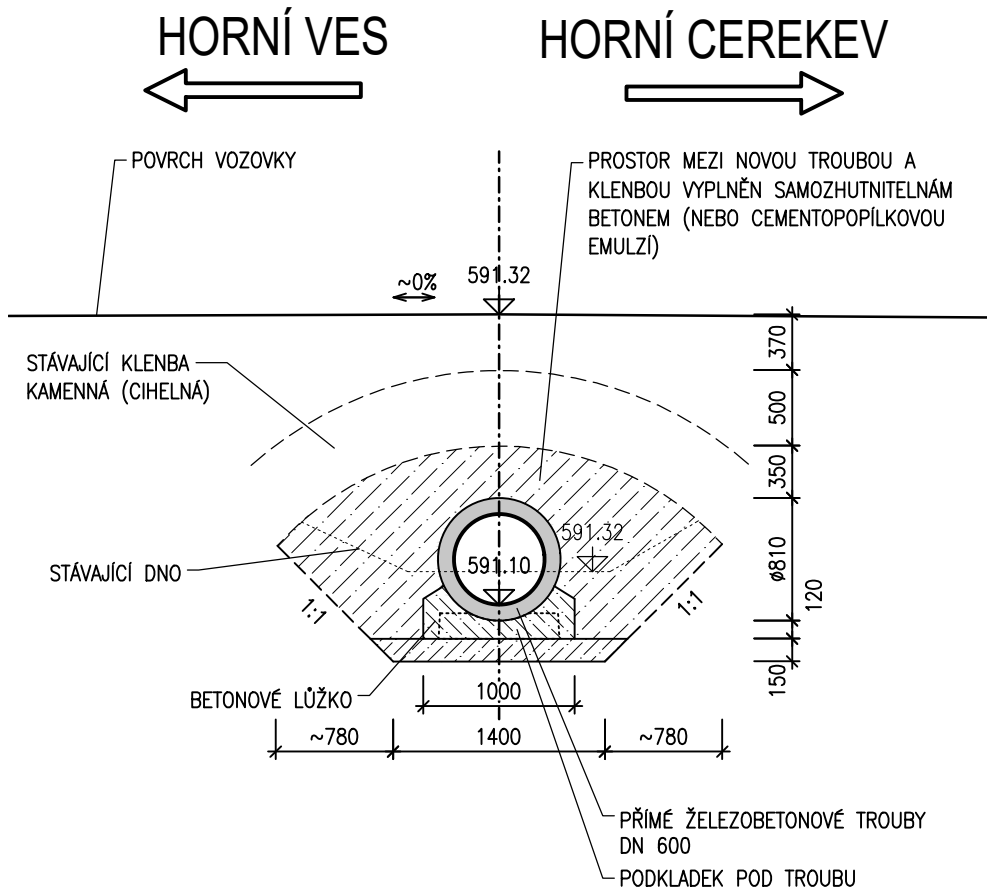 HORNÍ VES
HORNÍ CEREKEV
POVRCH VOZOVKY
PROSTOR MEZI NOVOU TROUBOU A
KLENBOU VYPLNĚN SAMOZHUTNITELNÁM
BETONEM (NEBO CEMENTOPOPÍLKOVOU
EMULZÍ)
~0%
591.32
370
STÁVAJÍCÍ KLENBA
KAMENNÁ (CIHELNÁ)
500
350
591.32
591.10
STÁVAJÍCÍ DNO
ø810
120
1:1
1:1
150
BETONOVÉ LŮŽKO
1000
~780
1400
~780
PŘÍMÉ ŽELEZOBETONOVÉ TROUBY
DN 600
PODKLADEK POD TROUBU